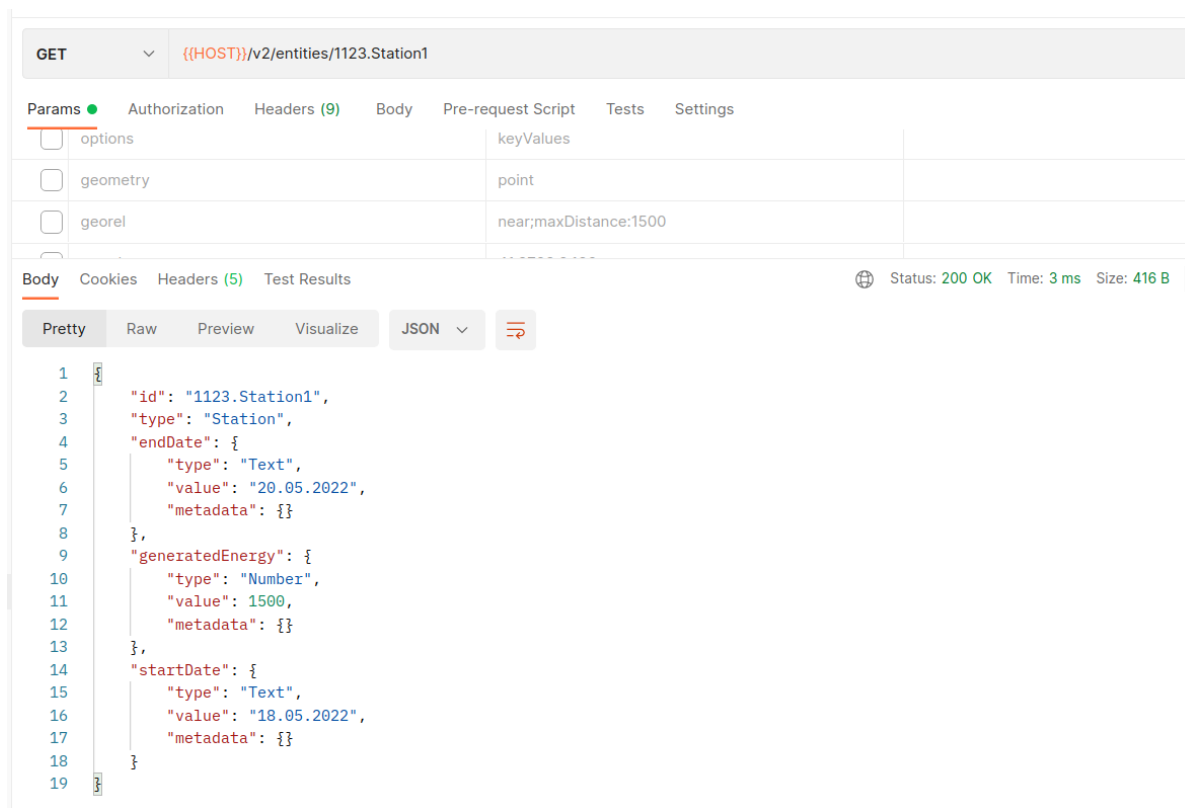 GET {{HOST}}/v2/entities/1123.Station1
Params Authorization Headers (9) Body Pre-request Script Tests Settings
options keyValues
geometry point
georel near;maxDistance:1500
Body Cookies Headers (5) Test Results Status: 200 OK Time: 3 ms Size: 416 B
Pretty Raw Preview Visualize JSON
1 {
2 "id": "1123.Station1",
3 "type": "Station",
4 "endDate": {
5 "type": "Text",
6 "value": "20.05.2022",
7 "metadata": {}
8 },
9 "generatedEnergy": {
10 "type": "Number",
11 "value": 1500,
12 "metadata": {}
13 },
14 "startDate": {
15 "type": "Text",
16 "value": "18.05.2022",
17 "metadata": {}
18 }
19 }